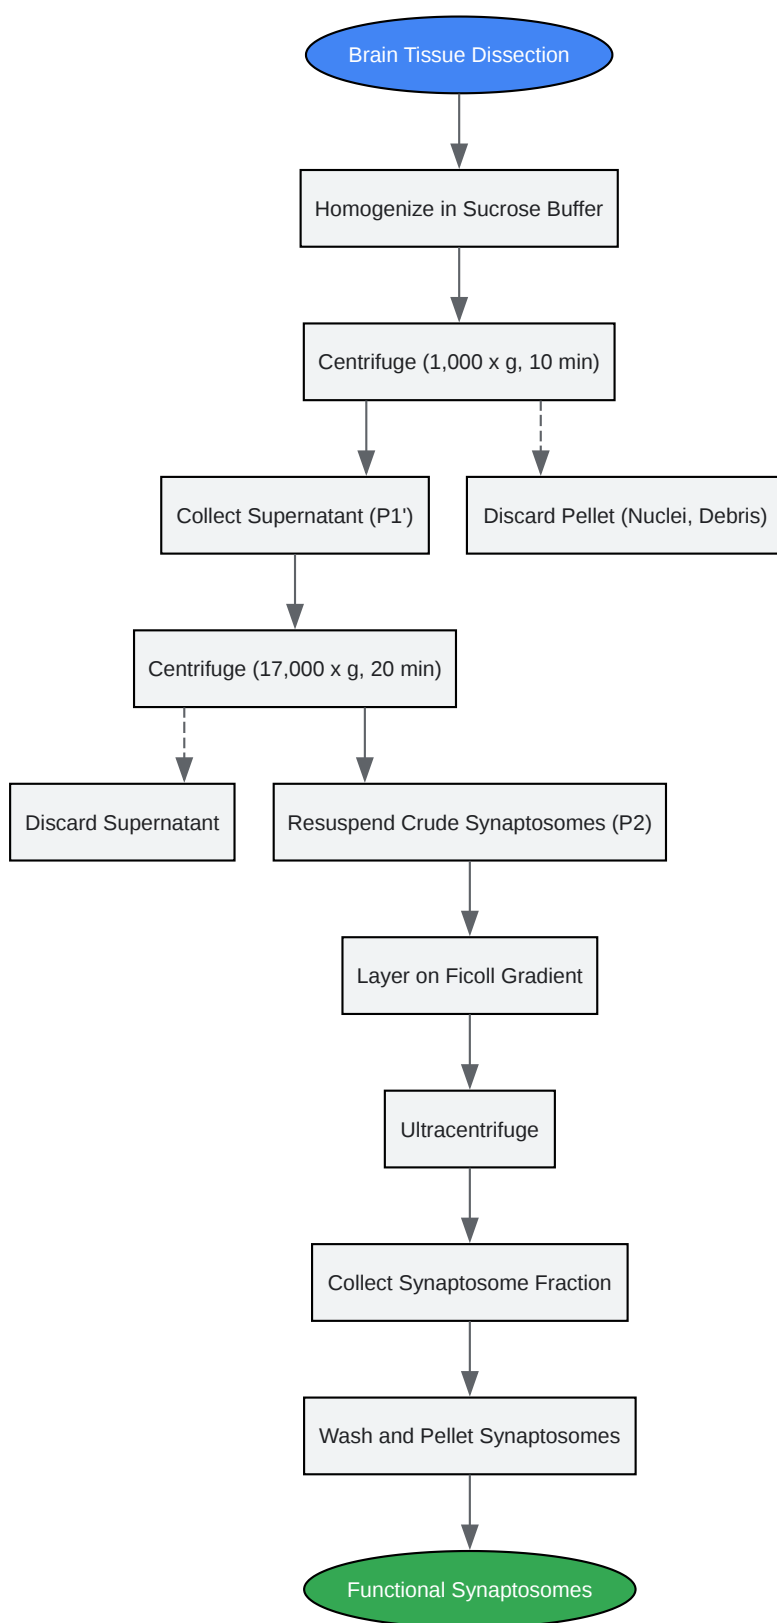 Brain Tissue Dissection
Homogenize in Sucrose Buffer
Centrifuge (1,000 x g, 10 min)
Collect Supernatant (P1')
Discard Pellet (Nuclei, Debris)
Centrifuge (17,000 x g, 20 min)
Discard Supernatant
Resuspend Crude Synaptosomes (P2)
Layer on Ficoll Gradient
Ultracentrifuge
Collect Synaptosome Fraction
Wash and Pellet Synaptosomes
Functional Synaptosomes